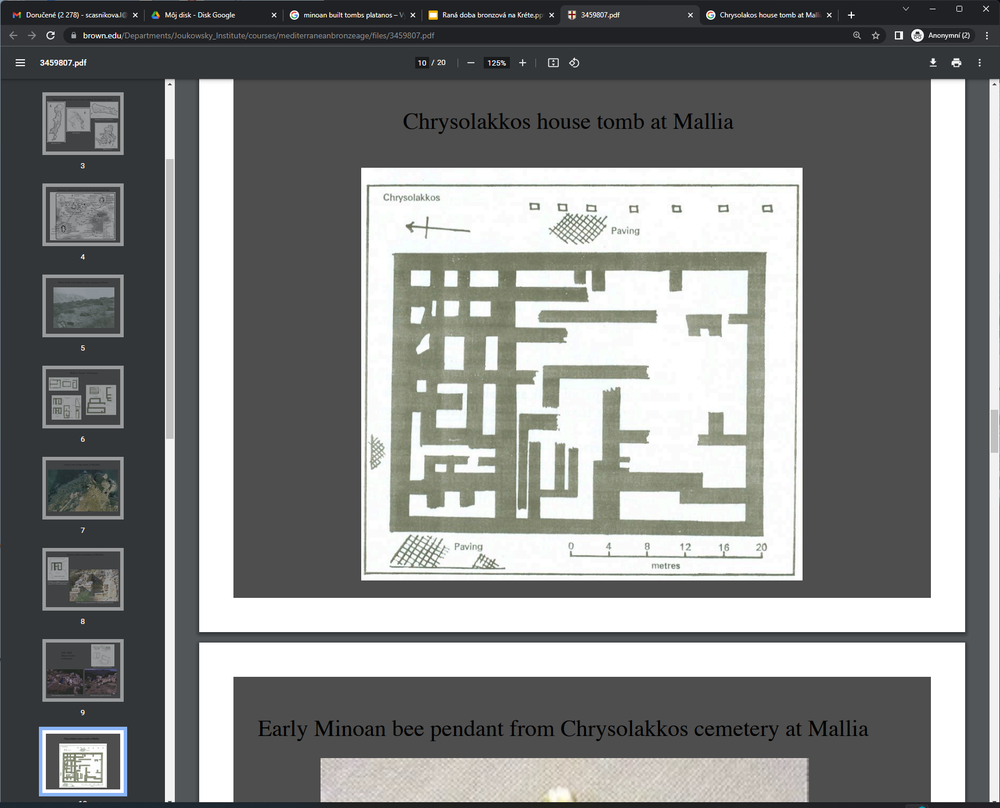 Doručené (2 278) - scasnikova.l@
Môj disk - Disk Google
minoan built tombs platanos – Vy
Raná doba bronzová na Kréte.pp
3459807.pdf
Chrysolakos house tomb at Malli
brown.edu/Departments/Joukowsky_Institute/courses/mediterraneanbronzeage/files/3459807.pdf
Anonymní (2)
3459807.pdf
10 / 20
125%
3
4
5
6
7
8
9
Chrysolakkos house tomb at Mallia
Chrysolakkos
Paving
Paving
0 4 8 12 16 20
metres
Early Minoan bee pendant from Chrysolakkos cemetery at Mallia